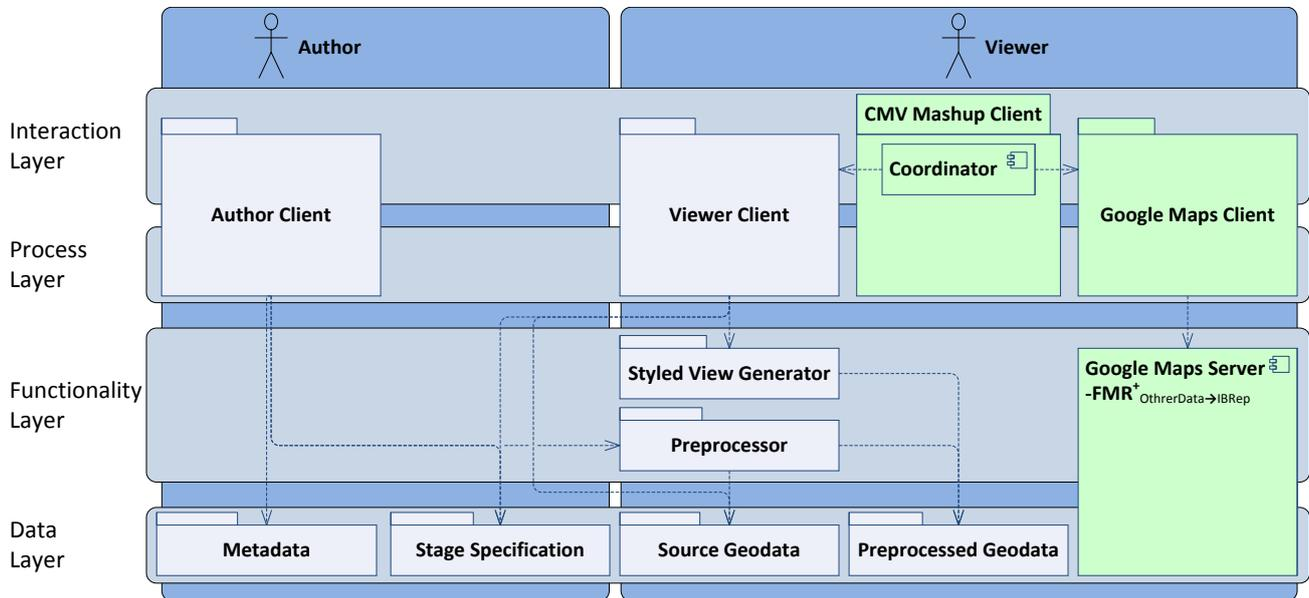 Author
Viewer
Interaction
Layer
CMV Mashup Client
Coordinator
Author Client
Viewer Client
Google Maps Client
Process
Layer
Functionality
Layer
Styled View Generator
Google Maps Server
-FMR+OthrerData→IBRep
Preprocessor
Data
Layer
Metadata
Stage Specification
Source Geodata
Preprocessed Geodata